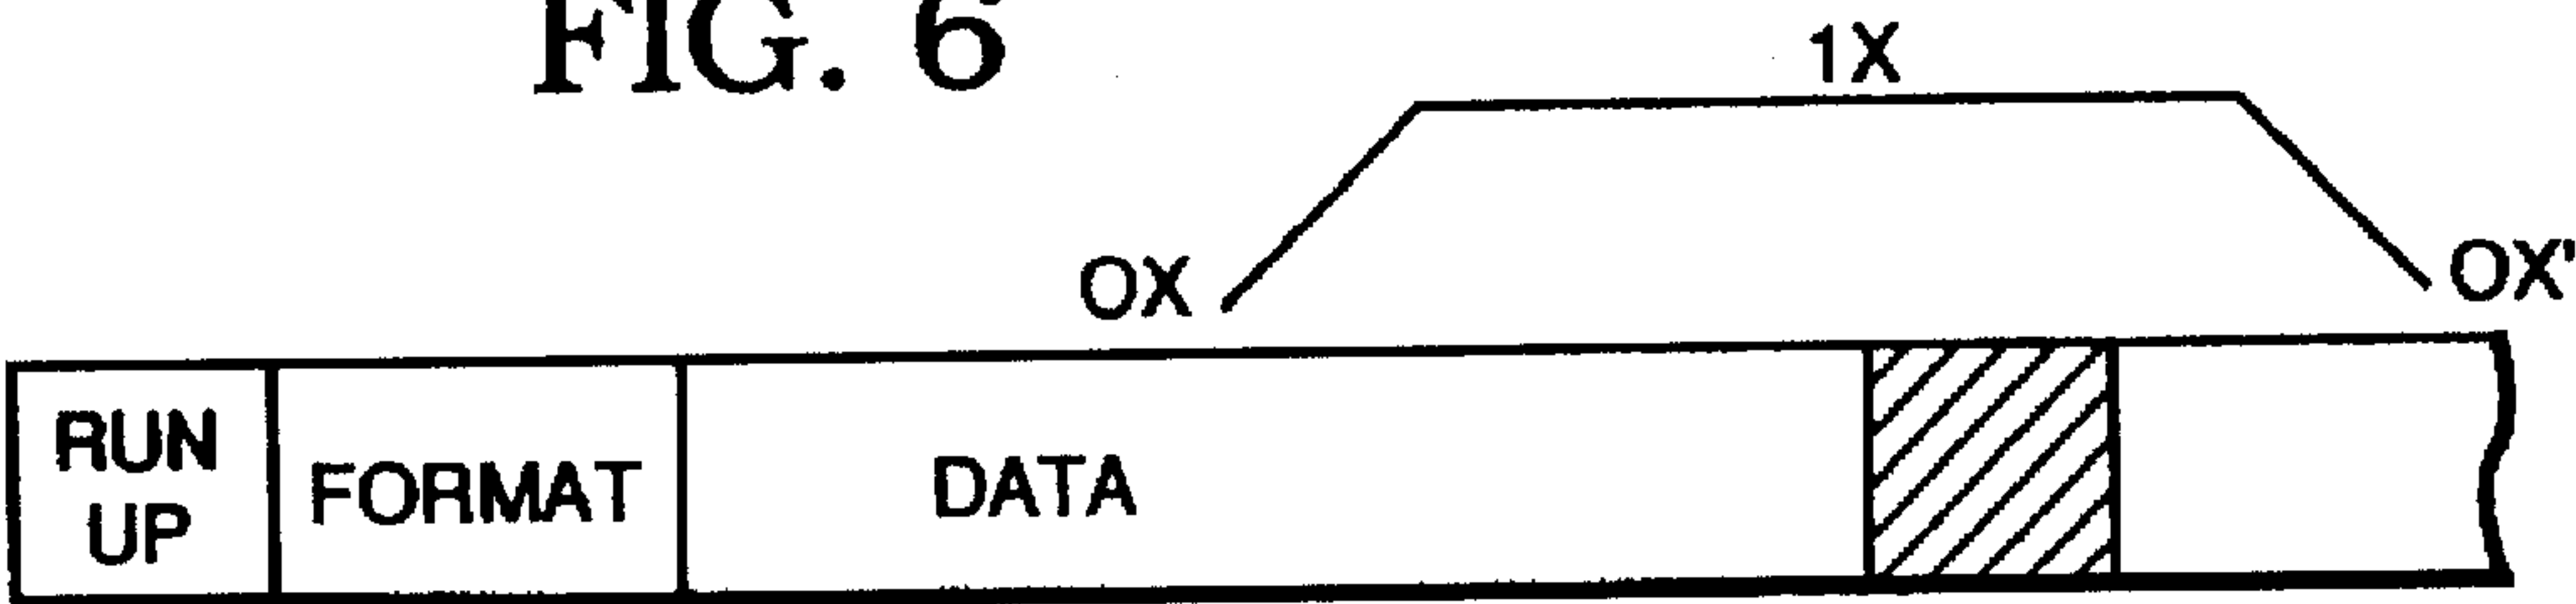 FIG. 6
1X
OX
OX'
RUN
UP
FORMAT
DATA